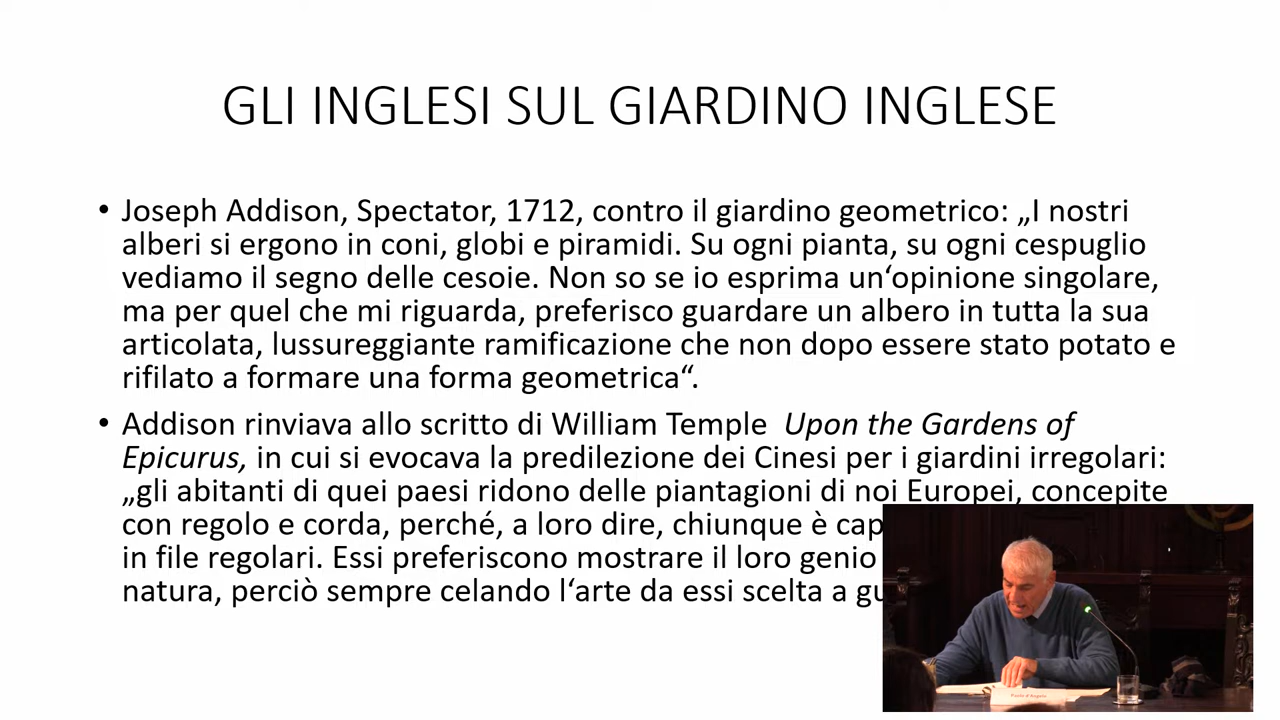 GLI INGLESI SUL GIARDINO INGLESE
• Joseph Addison, Spectator, 1712, contro il giardino geometrico: „I nostri
alberi si ergono in coni, globi e piramidi. Su ogni pianta, su ogni cespuglio
vediamo il segno delle cesoie. Non so se io esprima un‘opinione singolare,
ma per quel che mi riguarda, preferisco guardare un albero in tutta la sua
articolata, lussureggiante ramificazione che non dopo essere stato potato e
rifilato a formare una forma geometrica“.
• Addison rinviava allo scritto di William Temple Upon the Gardens of
Epicurus, in cui si evocava la predilezione dei Cinesi per i giardini irregolari:
„gli abitanti di quei paesi ridono delle piantagioni di noi Europei, concepite
con regolo e corda, perché, a loro dire, chiunque è
in file regolari. Essi preferiscono mostrare il loro genio
natura, perciò sempre celando l‘arte da essi scelta a